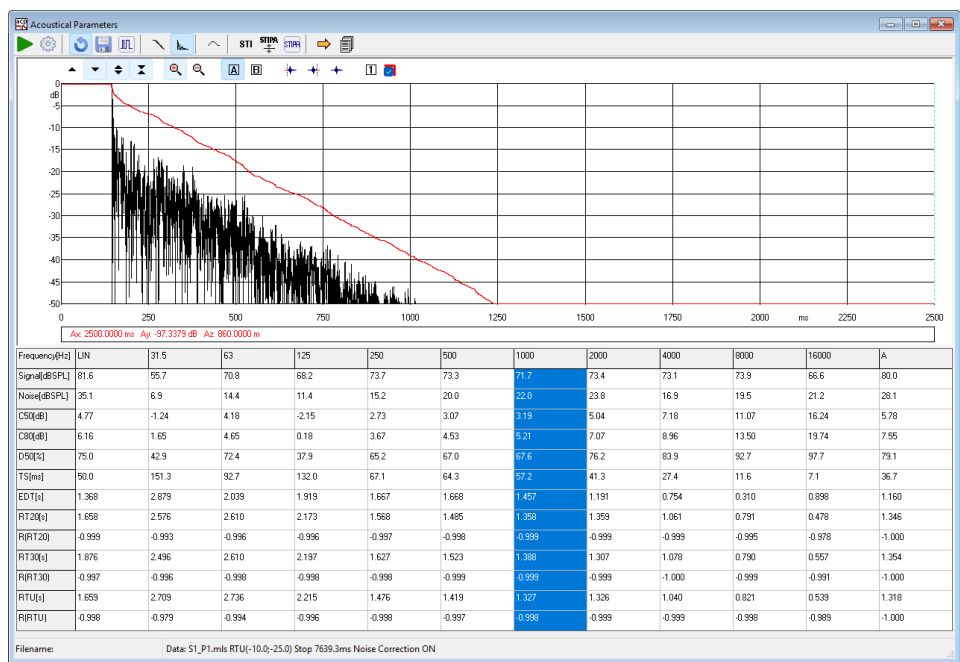 Acoustical Parameters
STI STIPA STIPA
A B 1
0
dB
-5
-10
-15
-20
-25
-30
-35
-40
-45
-50
0 250 500 750 1000 1250 1500 1750 2000 ms 2250 2500
Ax: 2500.0000 ms Ay: -97.3379 dB Az: 860.0000 m
Frequency[Hz] LIN 31.5 63 125 250 500 1000 2000 4000 8000 16000 A
Signal[dBSPL] 81.6 55.7 70.8 68.2 73.7 73.3 71.7 73.4 73.1 73.9 66.6 80.0
Noise[dBSPL] 35.1 6.9 14.4 11.4 15.2 20.0 22.0 23.8 16.9 19.5 21.2 28.1
C50[dB] 4.77 -1.24 4.18 -2.15 2.73 3.07 3.19 5.04 7.18 11.07 16.24 5.78
C80[dB] 6.16 1.65 4.65 0.18 3.67 4.53 5.21 7.07 8.96 13.50 19.74 7.55
D50[%] 75.0 42.9 72.4 37.9 65.2 67.0 67.6 76.2 83.9 92.7 97.7 79.1
TS[ms] 50.0 151.3 92.7 132.0 67.1 64.3 57.2 41.3 27.4 11.6 7.1 36.7
EDT[s] 1.368 2.879 2.039 1.919 1.667 1.668 1.457 1.191 0.754 0.310 0.898 1.160
RT20[s] 1.658 2.576 2.610 2.173 1.568 1.485 1.358 1.359 1.061 0.791 0.478 1.346
R(RT20) -0.999 -0.993 -0.996 -0.996 -0.997 -0.998 -0.999 -0.999 -0.999 -0.995 -0.978 -1.000
RT30[s] 1.876 2.496 2.610 2.197 1.627 1.523 1.388 1.307 1.078 0.790 0.557 1.354
R(RT30) -0.997 -0.996 -0.998 -0.998 -0.998 -0.999 -0.999 -0.999 -1.000 -0.999 -0.991 -1.000
RTU[s] 1.659 2.709 2.736 2.215 1.476 1.419 1.327 1.326 1.040 0.821 0.539 1.318
R(RTU) -0.998 -0.979 -0.994 -0.996 -0.998 -0.997 -0.998 -0.999 -0.999 -0.998 -0.989 -1.000
Filename: Data: S1_P1.mls RTU(-10.0;-25.0) Stop 7639.3ms Noise Correction ON